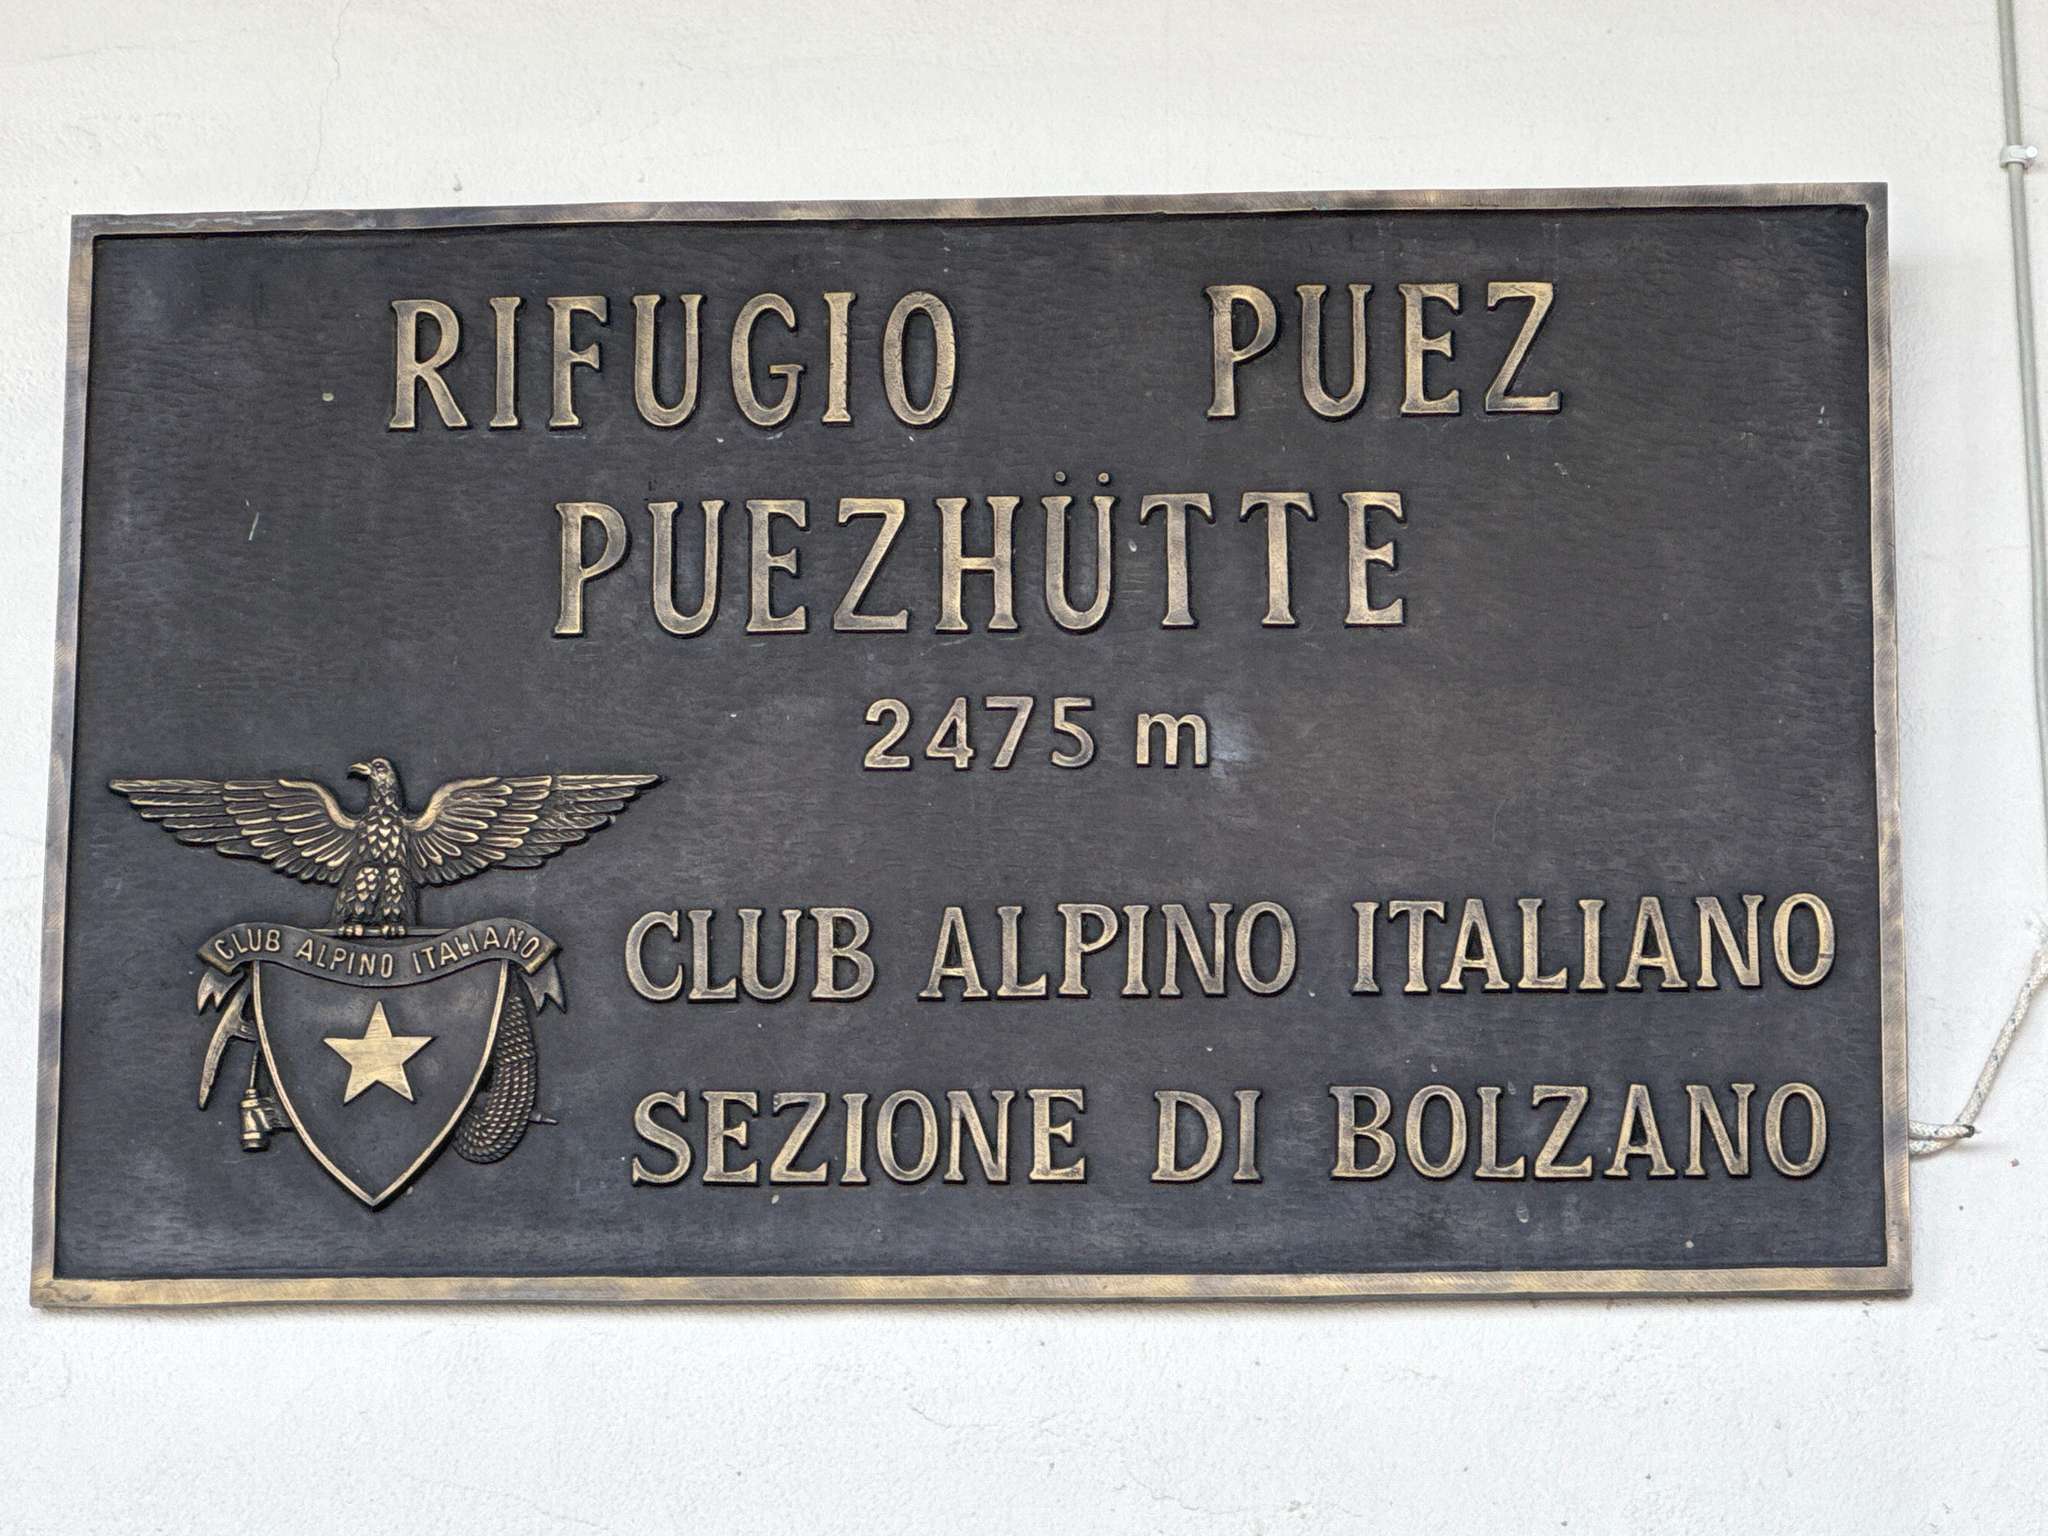 RIFUGIO PUEZ
PUEZHÜTTE
2475 m
CLUB ALPINO ITALIANO
CLUB ALPINO ITALIANO
SEZIONE DI BOLZANO